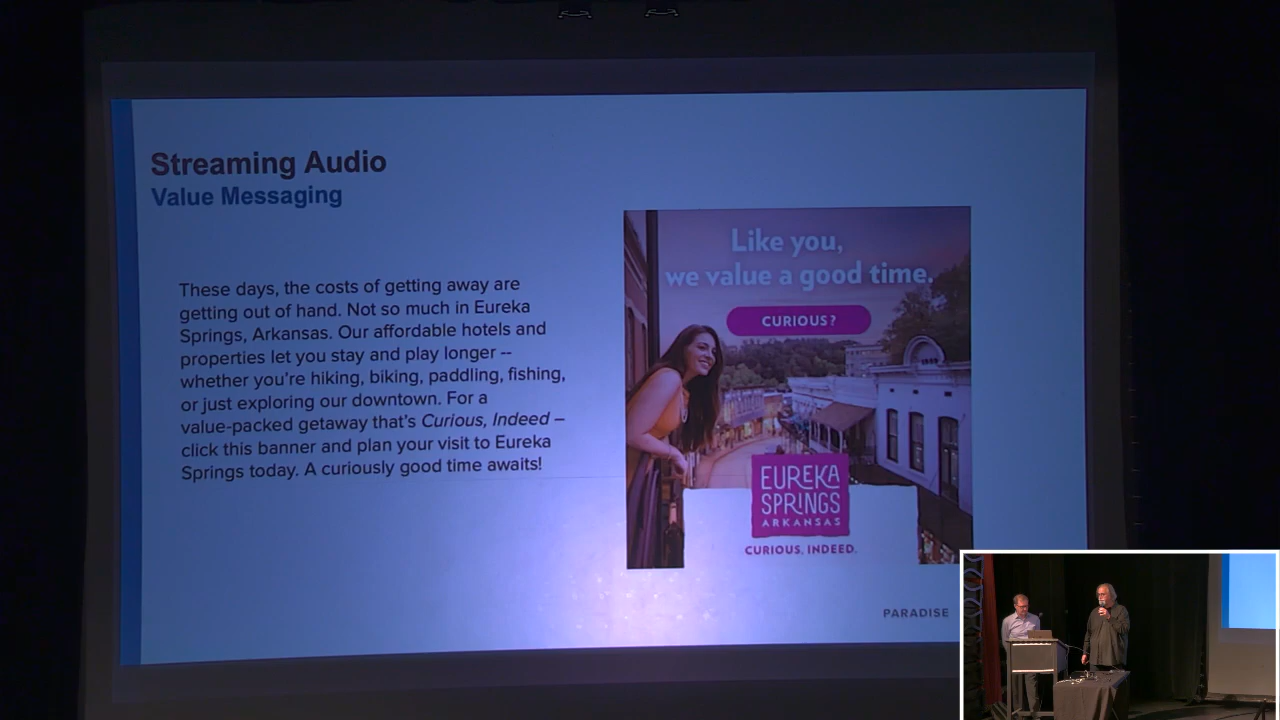 Streaming Audio
Value Messaging
These days, the costs of getting away are
getting out of hand. Not so much in Eureka
Springs, Arkansas. Our affordable hotels and
properties let you stay and play longer --
whether you're hiking, biking, paddling, fishing,
or just exploring our downtown. For a
value-packed getaway that's Curious, Indeed –
click this banner and plan your visit to Eureka
Springs today. A curiously good time awaits!
Like you,
we value a good time.
CURIOUS?
EUREKA
SPRINGS
ARKANSAS
CURIOUS. INDEED.
PARADISE